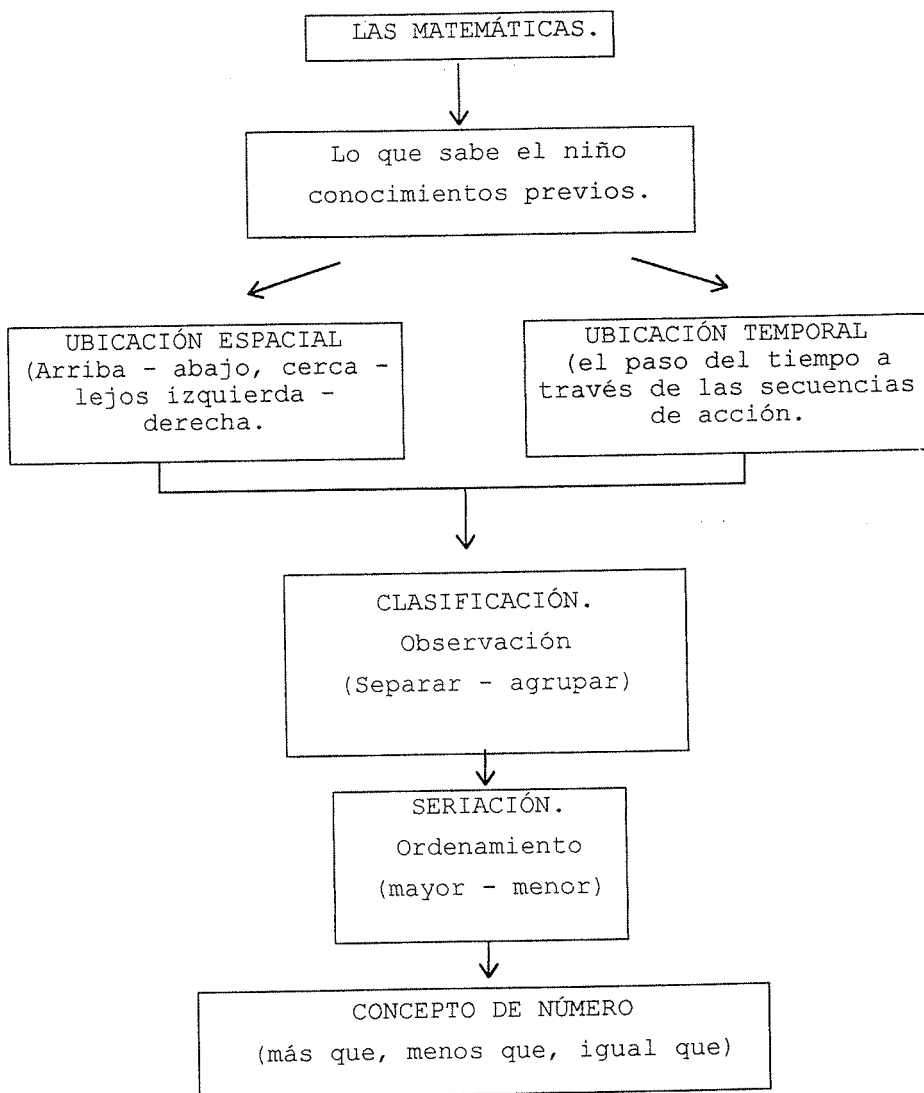 LAS MATEMÁTICAS.
Lo que sabe el niño
conocimientos previos.
UBICACIÓN ESPACIAL
(Arriba - abajo, cerca -
lejos izquierda -
derecha.
UBICACIÓN TEMPORAL
(el paso del tiempo a
través de las secuencias
de acción.
CLASIFICACIÓN.
Observación
(Separar - agrupar)
SERIACIÓN.
Ordenamiento
(mayor - menor)
CONCEPTO DE NÚMERO
(más que, menos que, igual que)